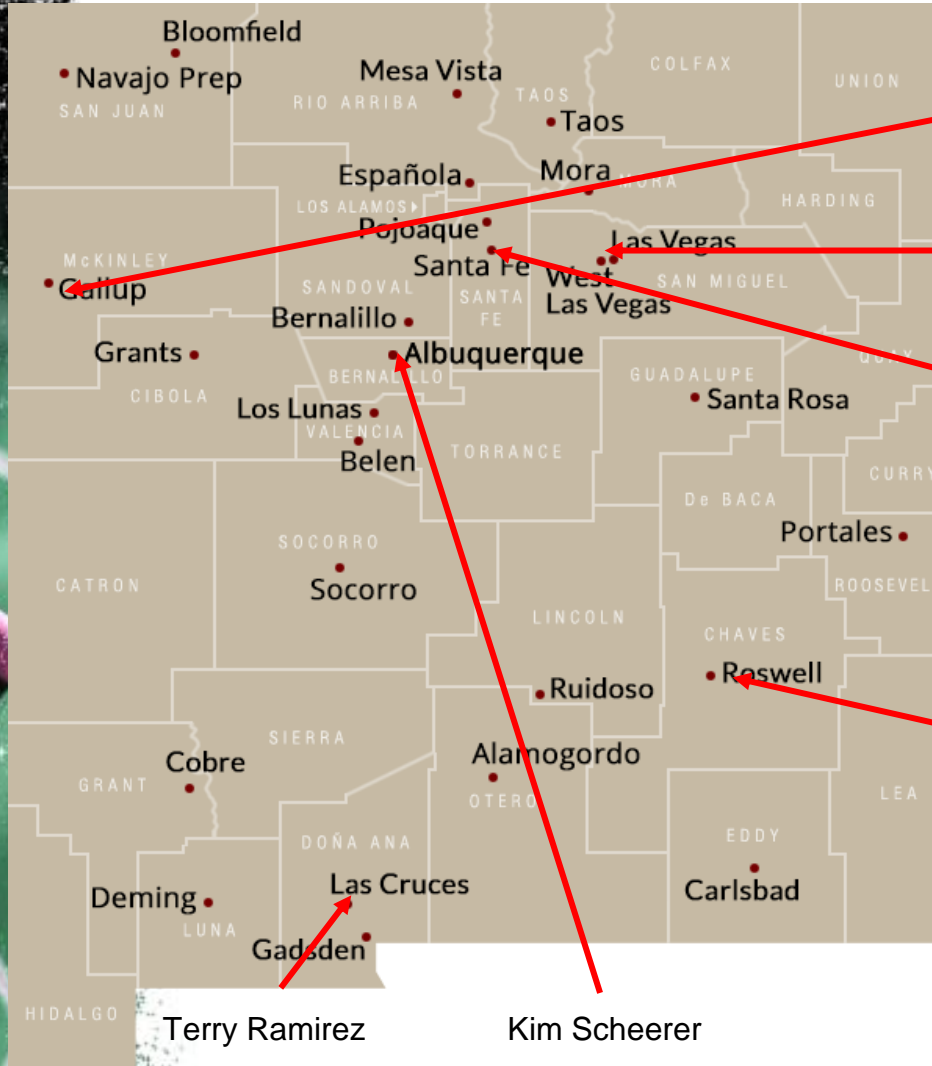 Bloomfield
Navajo Prep
SAN JUAN
Mesa Vista
RIO ARRIBA
TAOS
Taos
COLFAX
UNION
Española
LOS ALAMOS
Mora
MORA
HARDING
Pojoaque
Santa Fe
Las Vegas
West
Las Vegas
SAN MIGUEL
McKINLEY
Gallup
SANDOVAL
SANTA
FE
Bernalillo
Grants
Albuquerque
BERNALILLO
CIBOLA
GUADALUPE
QUAY
Santa Rosa
Los Lunas
VALENCIA
Belen
TORRANCE
De BACA
CURRY
Portales
ROOSEVEL
SOCORRO
Socorro
CATRON
LINCOLN
CHAVES
Roswell
Ruidoso
SIERRA
Cobre
GRANT
Alamogordo
OTERO
LEA
EDDY
Carlsbad
DOÑA ANA
Las Cruces
Deming
LUNA
Gadsden
HIDALGO
Terry Ramirez
Kim Scheerer